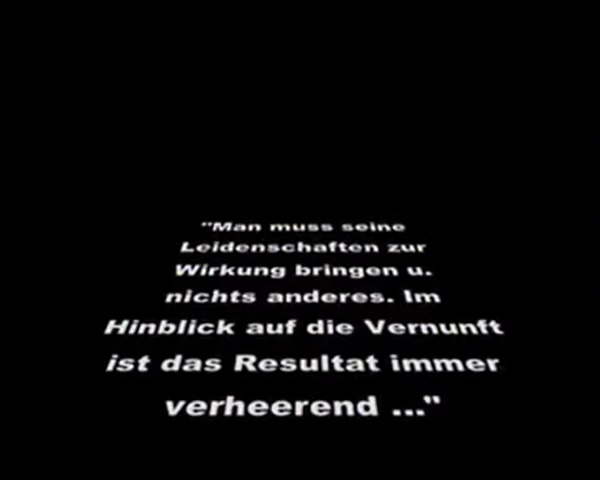 "Man muss seine
Leidenschaften zur
Wirkung bringen u.
nichts anderes. Im
Hinblick auf die Vernunft
ist das Resultat immer
verheerend ..."